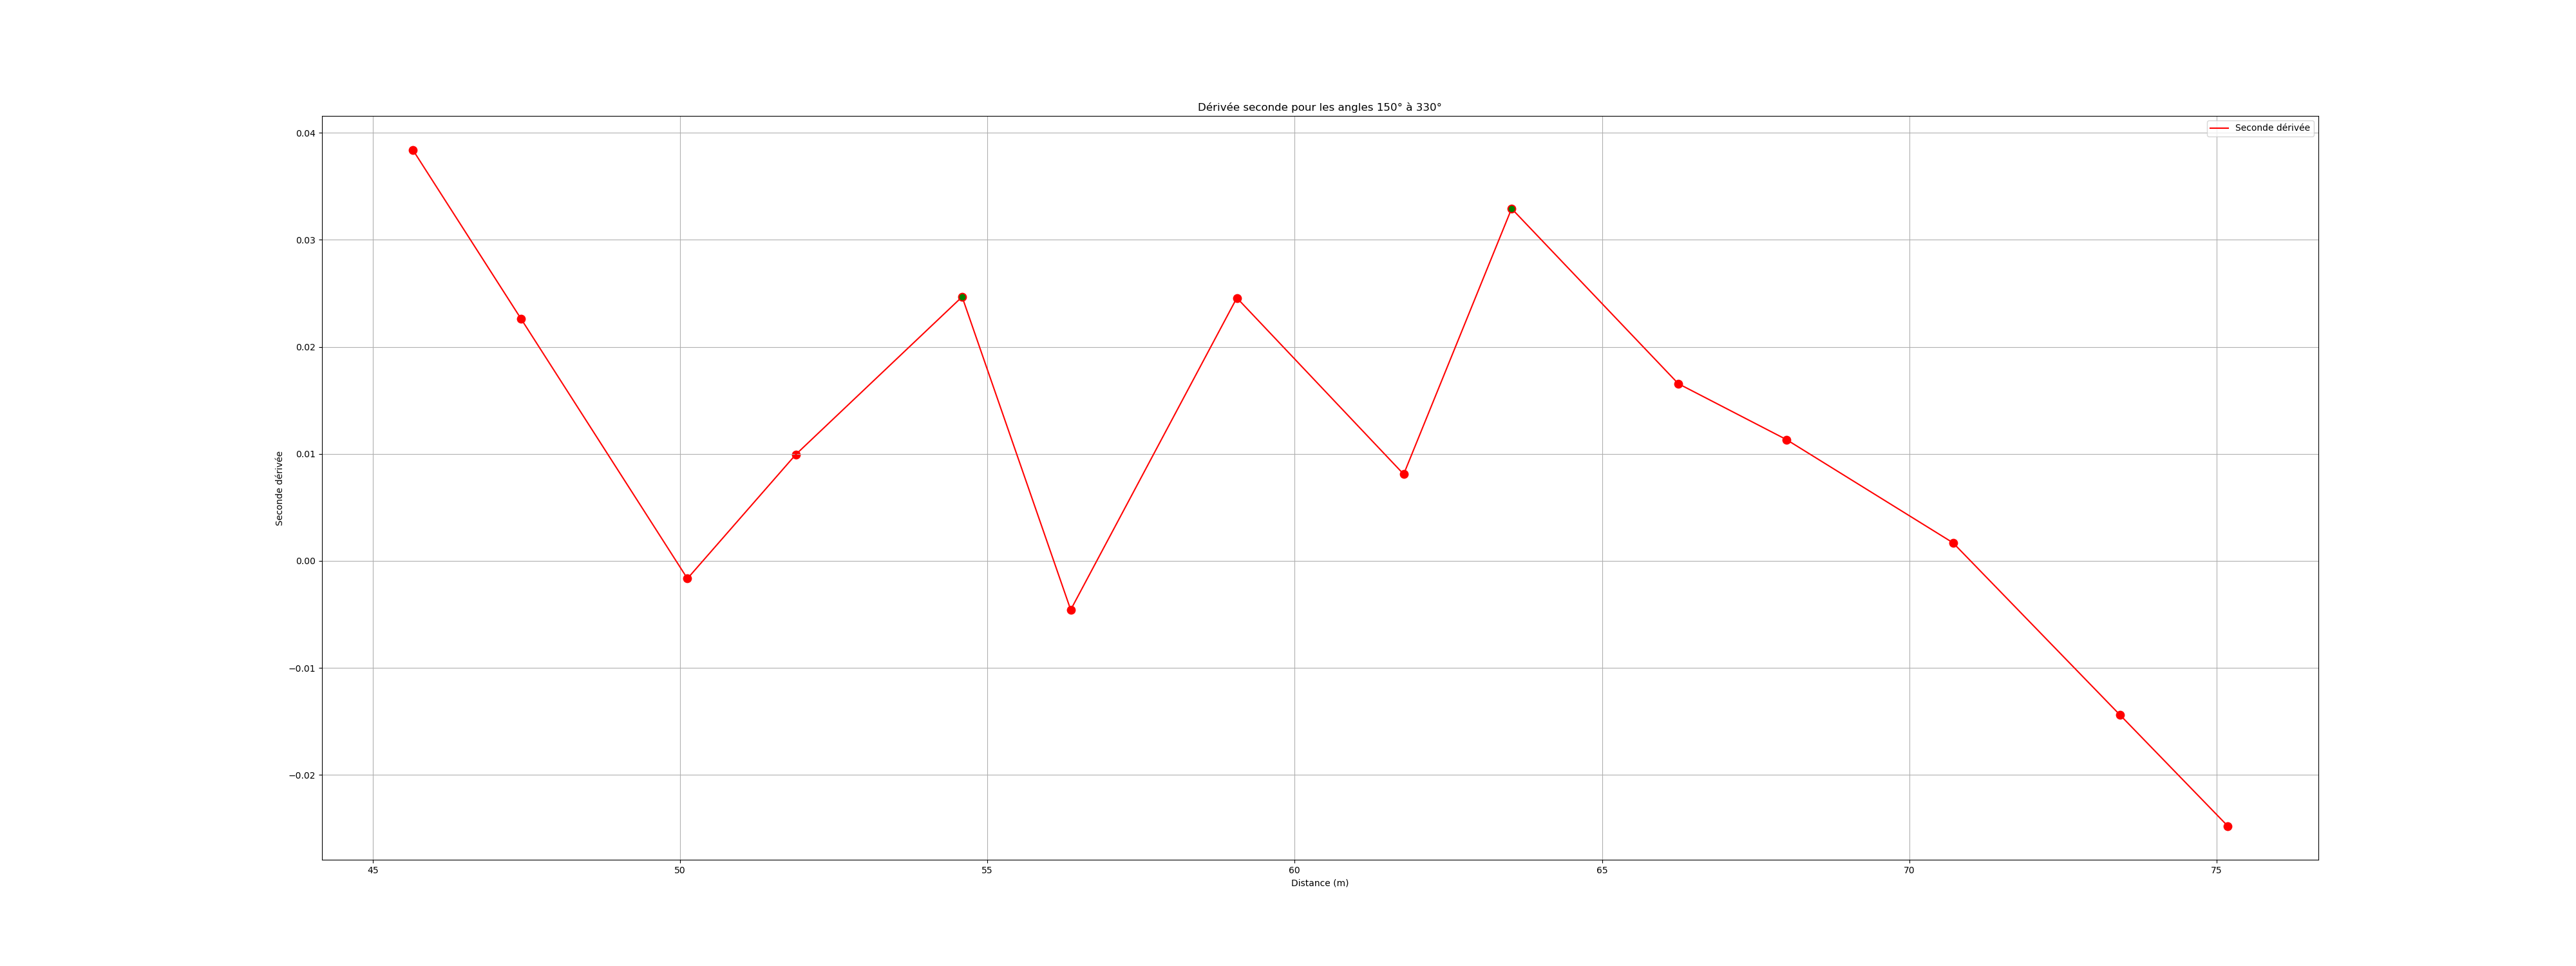 Dérivée seconde pour les angles 150° à 330°
Seconde dérivée
0.04
0.03
0.02
0.01
0.00
−0.01
−0.02
Seconde dérivée
45 50 55 60 65 70 75
Distance (m)